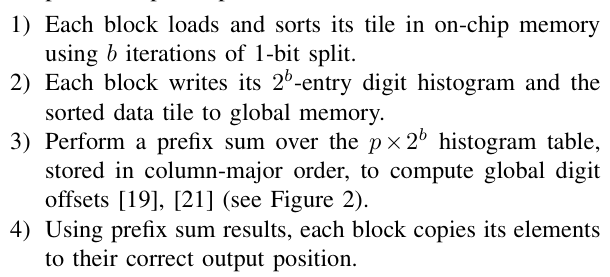 1) Each block loads and sorts its tile in on-chip memory
using b iterations of 1-bit split.
2) Each block writes its 2^b-entry digit histogram and the
sorted data tile to global memory.
3) Perform a prefix sum over the p × 2^b histogram table,
stored in column-major order, to compute global digit
offsets [19], [21] (see Figure 2).
4) Using prefix sum results, each block copies its elements
to their correct output position.